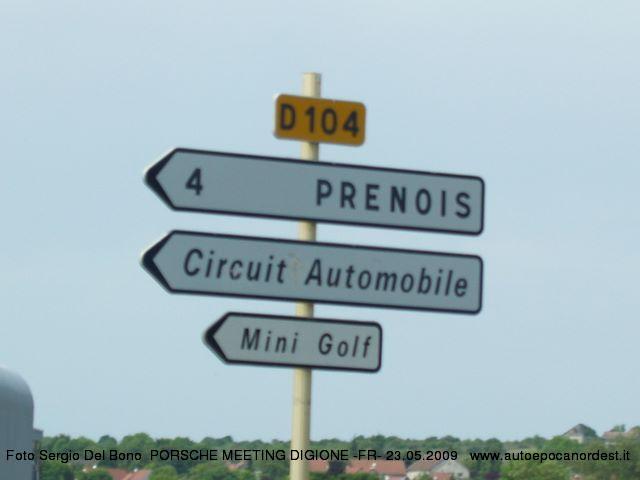 D104
4 PRENOIS
Circuit Automobile
Mini Golf
Foto Sergio Del Bono PORSCHE MEETING DIGIONE -FR- 23.05.2009 www.autoepocanordest.it